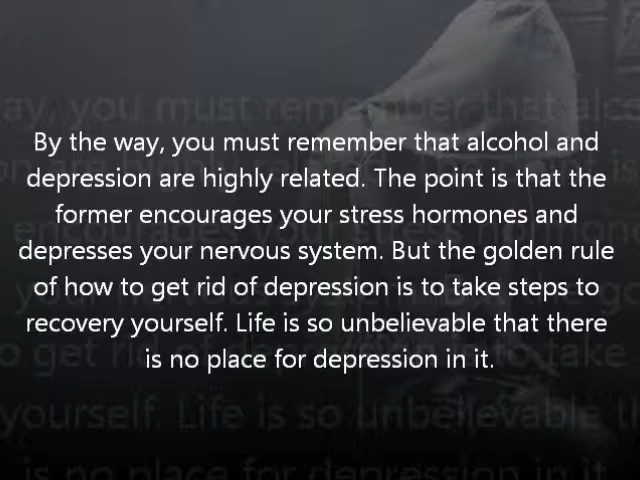 By the way, you must remember that alcohol and
depression are highly related. The point is that the
former encourages your stress hormones and
depresses your nervous system. But the golden rule
of how to get rid of depression is to take steps to
recovery yourself. Life is so unbelievable that there
is no place for depression in it.